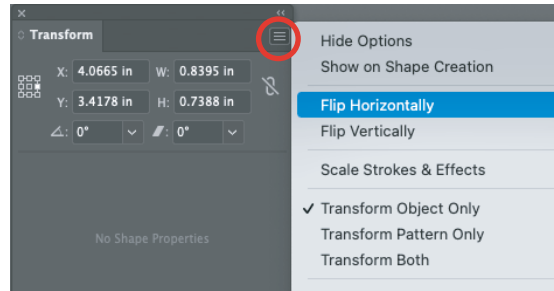 Transform
X: 4.0665 in W: 0.8395 in
Y: 3.4178 in H: 0.7388 in
0° 0°
No Shape Properties
Hide Options
Show on Shape Creation
Flip Horizontally
Flip Vertically
Scale Strokes & Effects
✓ Transform Object Only
Transform Pattern Only
Transform Both